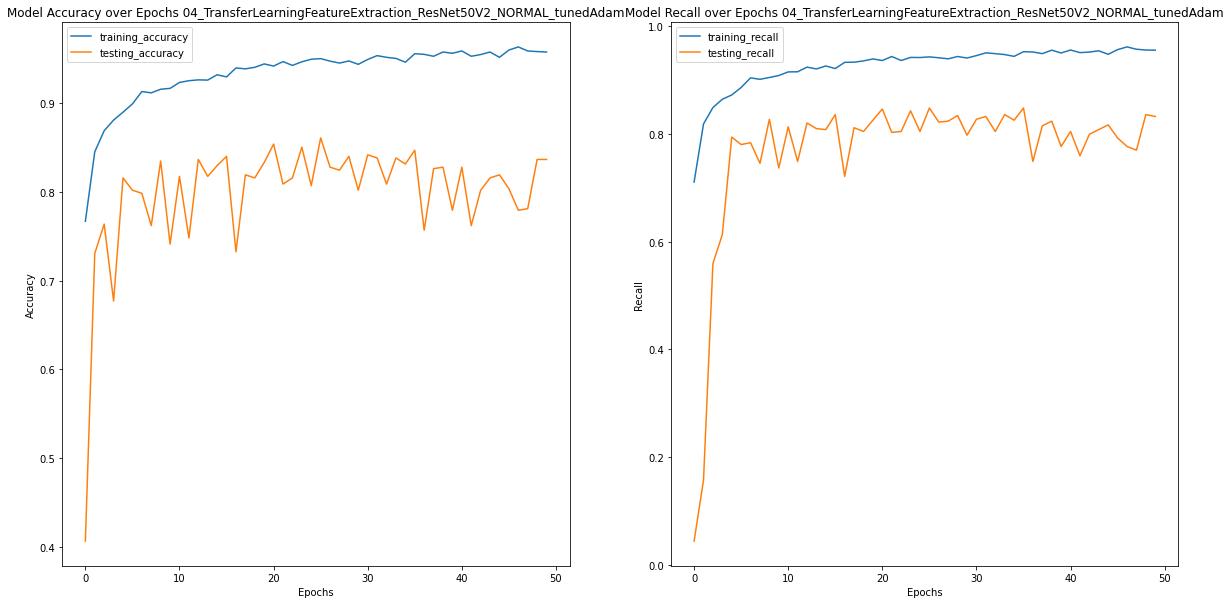 Model Accuracy over Epochs 04_TransferLearningFeatureExtraction_ResNet50V2_NORMAL_tunedAdam
training_accuracy
testing_accuracy
0.9
0.8
0.7
0.6
0.5
0.4
Accuracy
0 10 20 30 40 50
Epochs
Model Recall over Epochs 04_TransferLearningFeatureExtraction_ResNet50V2_NORMAL_tunedAdam
training_recall
testing_recall
1.0
0.8
0.6
0.4
0.2
0.0
Recall
0 10 20 30 40 50
Epochs